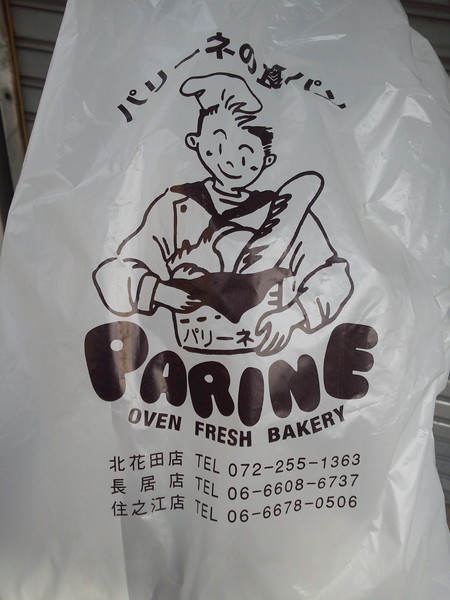 パリーネの パン
パリーネ
PARINE
OVEN FRESH BAKERY
北花田店 TEL 072-255-1363
長居店 TEL 06-6608-6737
住之江店 TEL 06-6678-0506